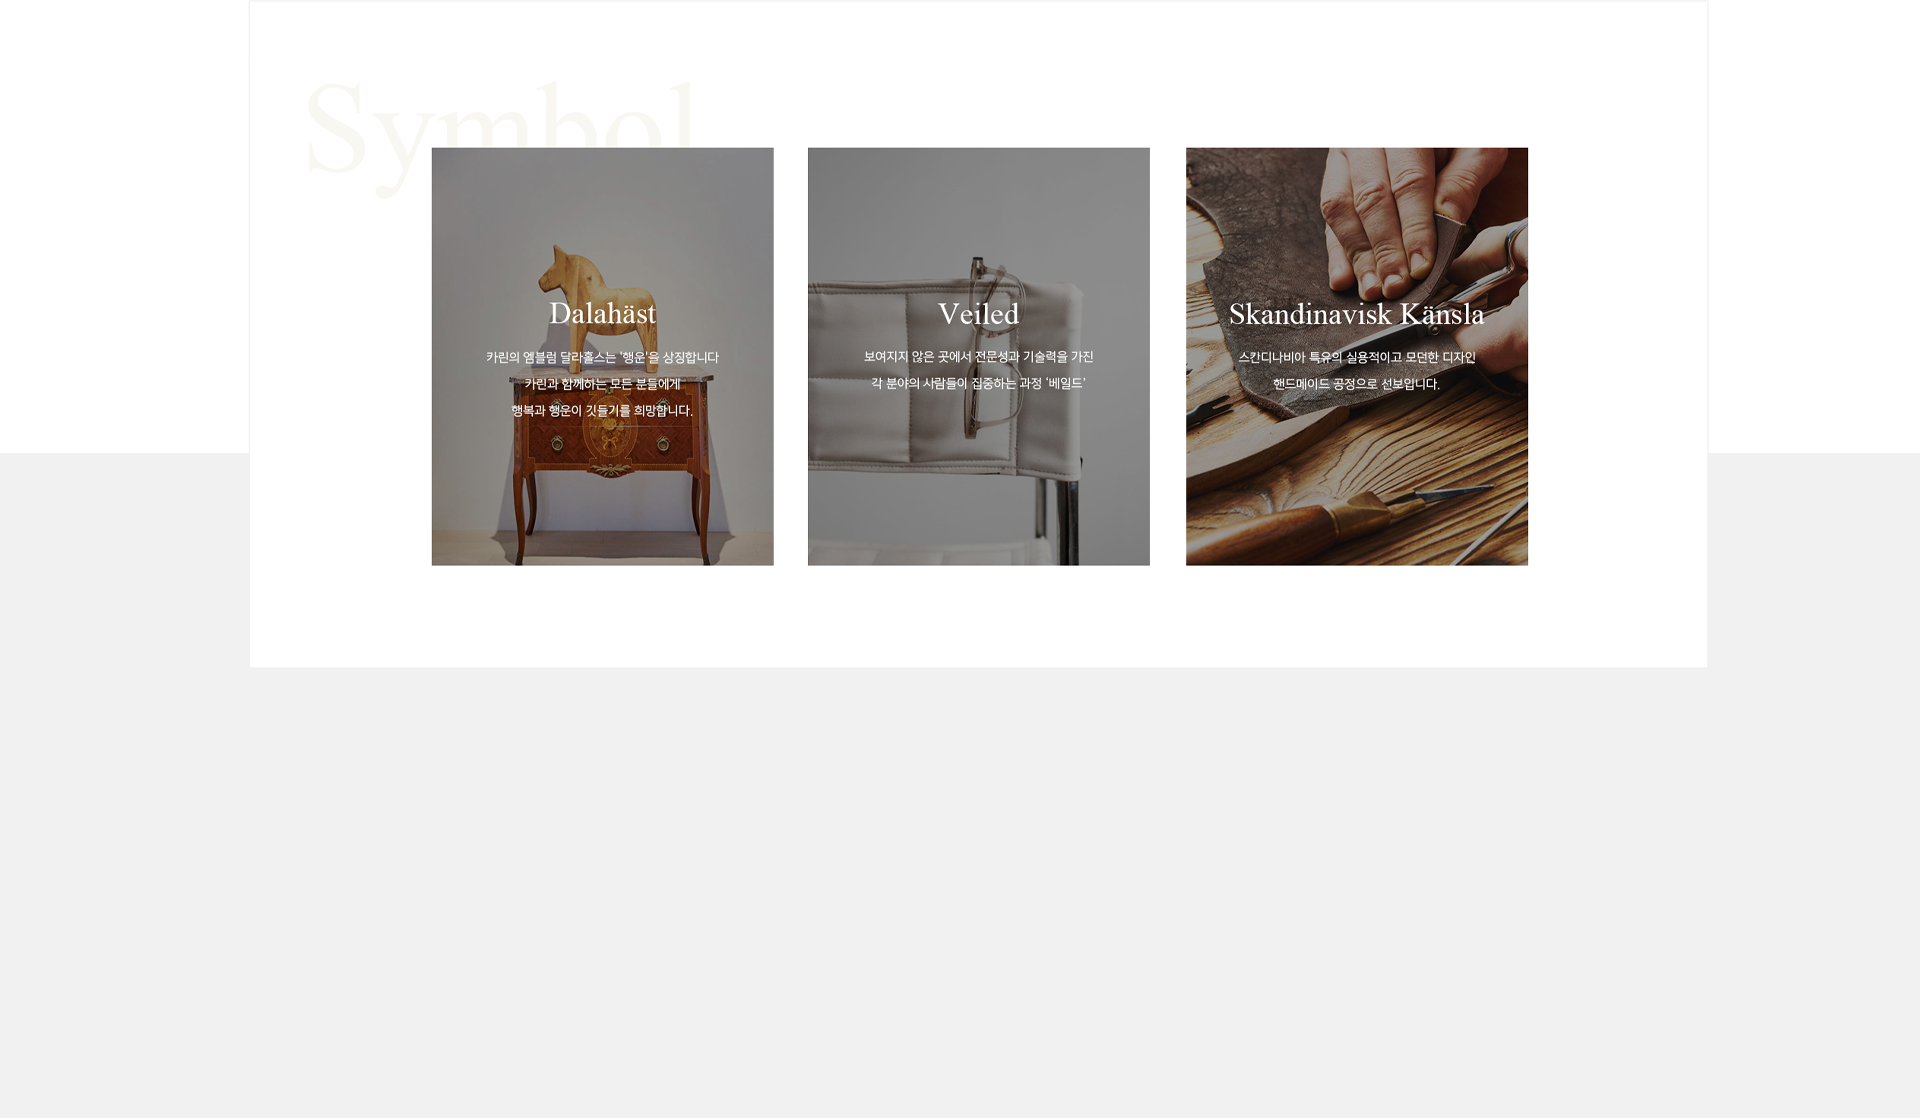 Symbol
Dalahäst
카린의 엠블럼 달라홀스는 '행운'을 상징합니다
카린과 함께하는 모든 분들에게
행복과 행운이 깃들기를 희망합니다.
Veiled
보여지지 않은 곳에서 전문성과 기술력을 가진
각 분야의 사람들이 집중하는 과정 '베일드'
Skandinavisk Känsla
스칸디나비아 특유의 실용적이고 모던한 디자인
핸드메이드 공정으로 선보입니다.